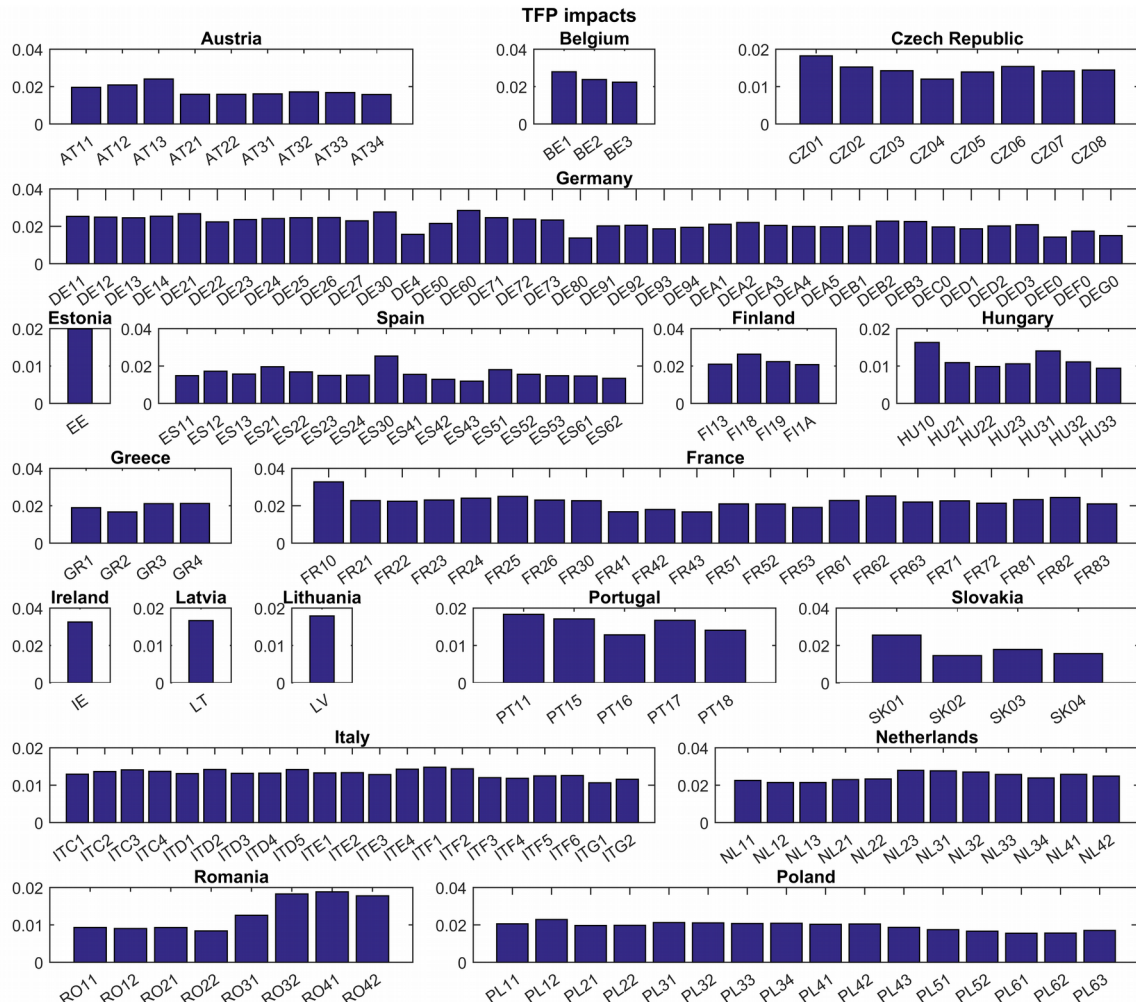 TFP impacts
Austria Belgium Czech Republic
0.04 0.04 0.02
0.02 0.02 0.01
0 0 0
AT11 AT12 AT13 AT21 AT22 AT31 AT32 AT33 AT34 BE1 BE2 BE3 CZ01 CZ02 CZ03 CZ04 CZ05 CZ06 CZ07 CZ08
Germany
0.04
0.02
0
DE11 DE12 DE13 DE14 DE21 DE22 DE23 DE24 DE25 DE26 DE27 DE30 DE4 DE50 DE60 DE71 DE72 DE73 DE80 DE91 DE92 DE93 DE94 DEA1 DEA2 DEA3 DEA4 DEA5 DEB1 DEB2 DEB3 DEC0 DED1 DED2 DED3 DEE0 DEF0 DEG0
Estonia Spain Finland Hungary
0.02 0.04 0.04 0.02
0.01 0.02 0.02 0.01
0 0 0 0
EE ES11 ES12 ES13 ES21 ES22 ES23 ES24 ES30 ES41 ES42 ES43 ES51 ES52 ES53 ES61 ES62 FI13 FI18 FI19 FI1A HU10 HU21 HU22 HU23 HU31 HU32 HU33
Greece France
0.04 0.04
0.02 0.02
0 0
GR1 GR2 GR3 GR4 FR10 FR21 FR22 FR23 FR24 FR25 FR26 FR30 FR41 FR42 FR43 FR51 FR52 FR53 FR61 FR62 FR63 FR71 FR72 FR81 FR82 FR83
Ireland Latvia Lithuania Portugal Slovakia
0.04 0.02 0.02 0.02 0.04
0.02 0.01 0.01 0.01 0.02
0 0 0 0 0
IE LT LV PT11 PT15 PT16 PT17 PT18 SK01 SK02 SK03 SK04
Italy Netherlands
0.02 0.04
0.01 0.02
0 0
ITC1 ITC2 ITC3 ITC4 ITD1 ITD2 ITD3 ITD4 ITD5 ITE1 ITE2 ITE3 ITE4 ITF1 ITF2 ITF3 ITF4 ITF5 ITF6 ITG1 ITG2 NL11 NL12 NL13 NL21 NL22 NL23 NL31 NL32 NL33 NL34 NL41 NL42
Romania Poland
0.02 0.04
0.01 0.02
0 0
RO11 RO12 RO21 RO22 RO31 RO32 RO41 RO42 PL11 PL12 PL21 PL22 PL31 PL32 PL33 PL34 PL41 PL42 PL43 PL51 PL52 PL61 PL62 PL63